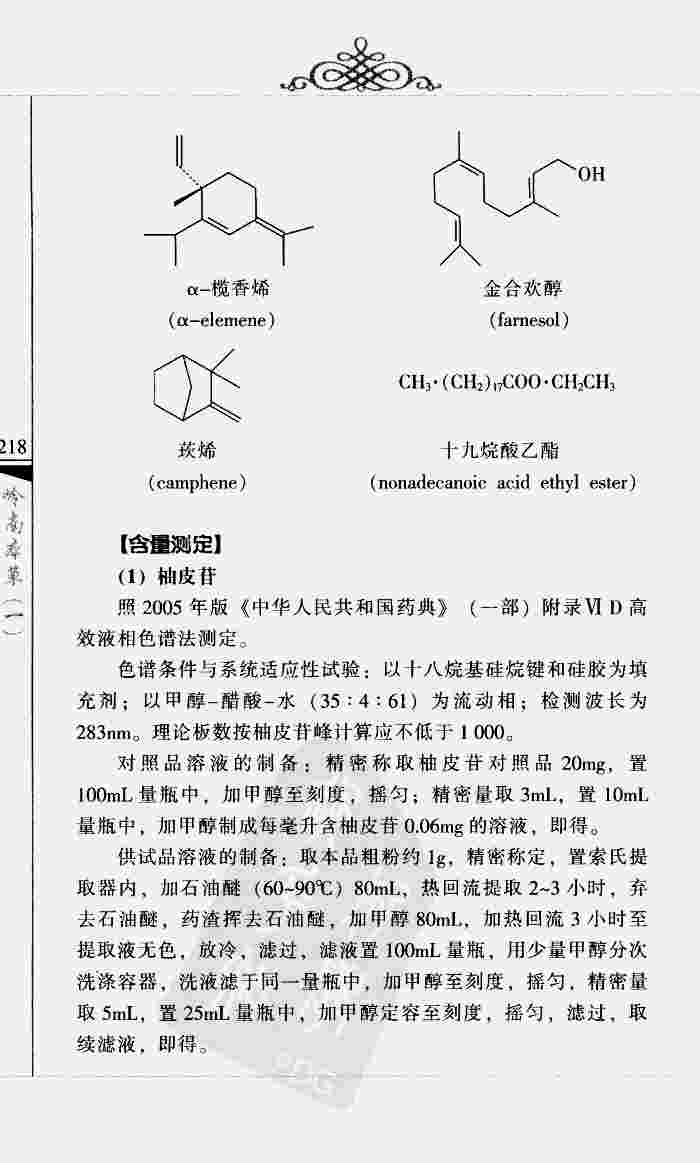 OH
α-榄香烯
金合欢醇
(α-elemene)
(farnesol)
CH₃·(CH₂)₁₇COO·CH₂CH₃
218
莰烯
十九烷酸乙酯
(camphene)
(nonadecanoic acid ethyl ester)
岭南本草(一)
【含量测定】
(1) 柚皮苷
照 2005 年版《中华人民共和国药典》(一部) 附录Ⅵ D 高
效液相色谱法测定。
色谱条件与系统适应性试验：以十八烷基硅烷键和硅胶为填
充剂；以甲醇-醋酸-水 (35∶4∶61) 为流动相；检测波长为
283nm。理论板数按柚皮苷峰计算应不低于 1 000。
对照品溶液的制备：精密称取柚皮苷对照品 20mg，置
100mL 量瓶中，加甲醇至刻度，摇匀；精密量取 3mL，置 10mL
量瓶中，加甲醇制成每毫升含柚皮苷 0.06mg 的溶液，即得。
供试品溶液的制备：取本品粗粉约 1g，精密称定，置索氏提
取器内，加石油醚 (60~90℃) 80mL，热回流提取 2~3 小时，弃
去石油醚，药渣挥去石油醚，加甲醇 80mL，加热回流 3 小时至
提取液无色，放冷，滤过，滤液置 100mL 量瓶，用少量甲醇分次
洗涤容器，洗液滤于同一量瓶中，加甲醇至刻度，摇匀，精密量
取 5mL，置 25mL 量瓶中，加甲醇定容至刻度，摇匀，滤过，取
续滤液，即得。